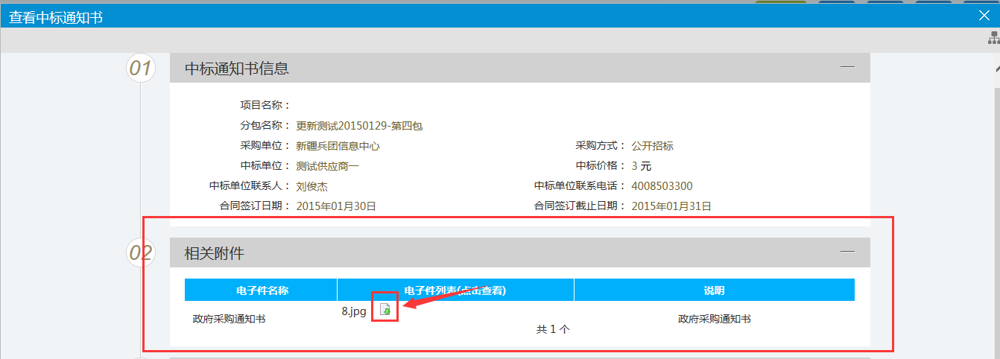 查看中标通知书
01 中标通知书信息
项目名称：
分包名称： 更新测试20150129-第四包
采购单位： 新疆兵团信息中心 采购方式： 公开招标
中标单位： 测试供应商一 中标价格： 3 元
中标单位联系人： 刘俊杰 中标单位联系电话： 4008503300
合同签订日期： 2015年01月30日 合同签订截止日期： 2015年01月31日
02 相关附件
电子件名称 电子件列表(点击查看) 说明
8.jpg
政府采购通知书 政府采购通知书
共 1 个